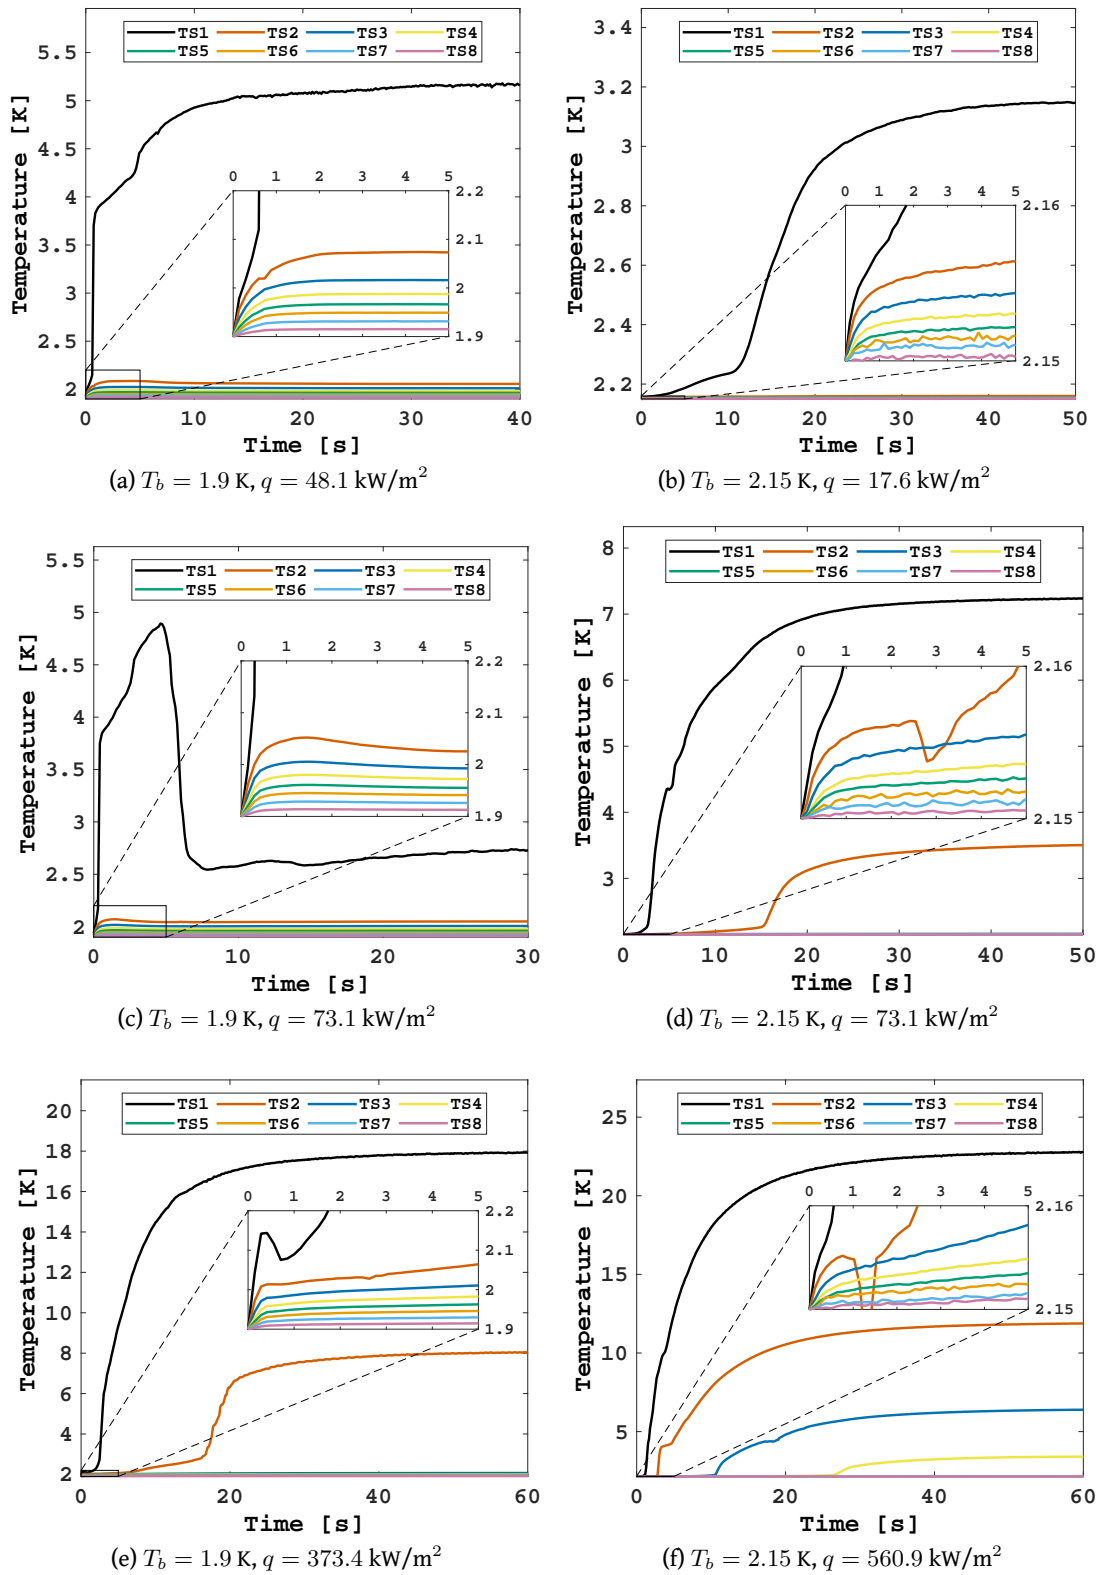 TS1 TS2 TS3 TS4
TS5 TS6 TS7 TS8
Temperature [K]
5.5
5
4.5
4
3.5
3
2.5
2
0 1 2 3 4 5
2.2
2.1
2
1.9
0 10 20 30 40
Time [s]
(a) T_b = 1.9 K, q = 48.1 kW/m²
TS1 TS2 TS3 TS4
TS5 TS6 TS7 TS8
Temperature [K]
3.4
3.2
3
2.8
2.6
2.4
2.2
0 1 2 3 4 5
2.16
2.15
0 10 20 30 40 50
Time [s]
(b) T_b = 2.15 K, q = 17.6 kW/m²
TS1 TS2 TS3 TS4
TS5 TS6 TS7 TS8
Temperature [K]
5.5
5
4.5
4
3.5
3
2.5
2
0 1 2 3 4 5
2.2
2.1
2
1.9
0 10 20 30
Time [s]
(c) T_b = 1.9 K, q = 73.1 kW/m²
TS1 TS2 TS3 TS4
TS5 TS6 TS7 TS8
Temperature [K]
8
7
6
5
4
3
0 1 2 3 4 5
2.16
2.15
0 10 20 30 40 50
Time [s]
(d) T_b = 2.15 K, q = 73.1 kW/m²
TS1 TS2 TS3 TS4
TS5 TS6 TS7 TS8
Temperature [K]
20
18
16
14
12
10
8
6
4
2
0 1 2 3 4 5
2.2
2.1
2
1.9
0 20 40 60
Time [s]
(e) T_b = 1.9 K, q = 373.4 kW/m²
TS1 TS2 TS3 TS4
TS5 TS6 TS7 TS8
Temperature [K]
25
20
15
10
5
0 1 2 3 4 5
2.16
2.15
0 20 40 60
Time [s]
(f) T_b = 2.15 K, q = 560.9 kW/m²